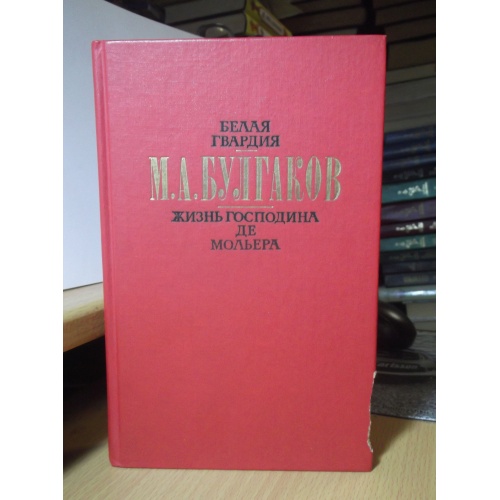 БЕЛАЯ
ГВАРДИЯ
М.А.БУЛГАКОВ
ЖИЗНЬ ГОСПОДИНА
ДЕ
МОЛЬЕРА